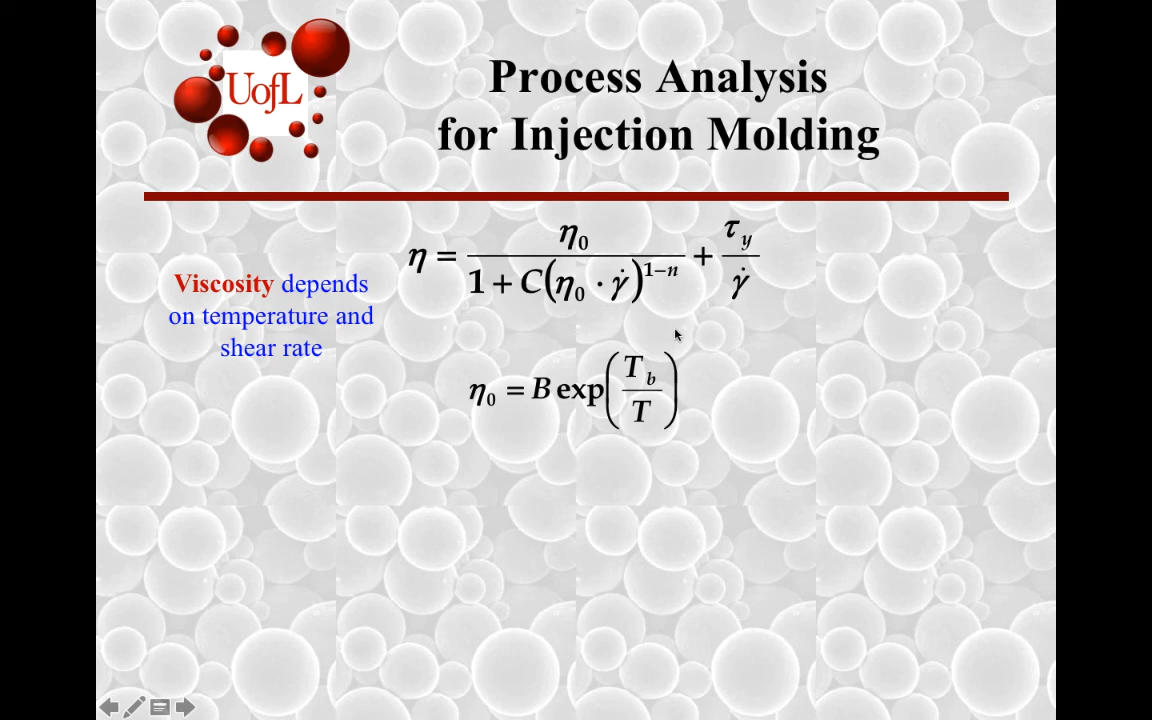 UofL
Process Analysis
for Injection Molding
Viscosity depends
on temperature and
shear rate
η = η₀ / (1 + C(η₀ · γ̇)^(1−n)) + τ_y / γ̇
η₀ = B exp(T_b / T)